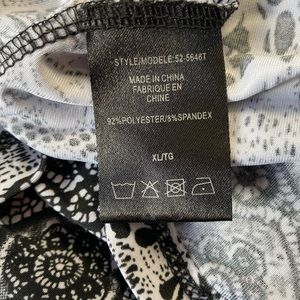 STYLE/MODELE: 52-5646T
MADE IN CHINA
FABRIQUE EN
CHINE
92%POLYESTER/8%SPANDEX
XL/TG